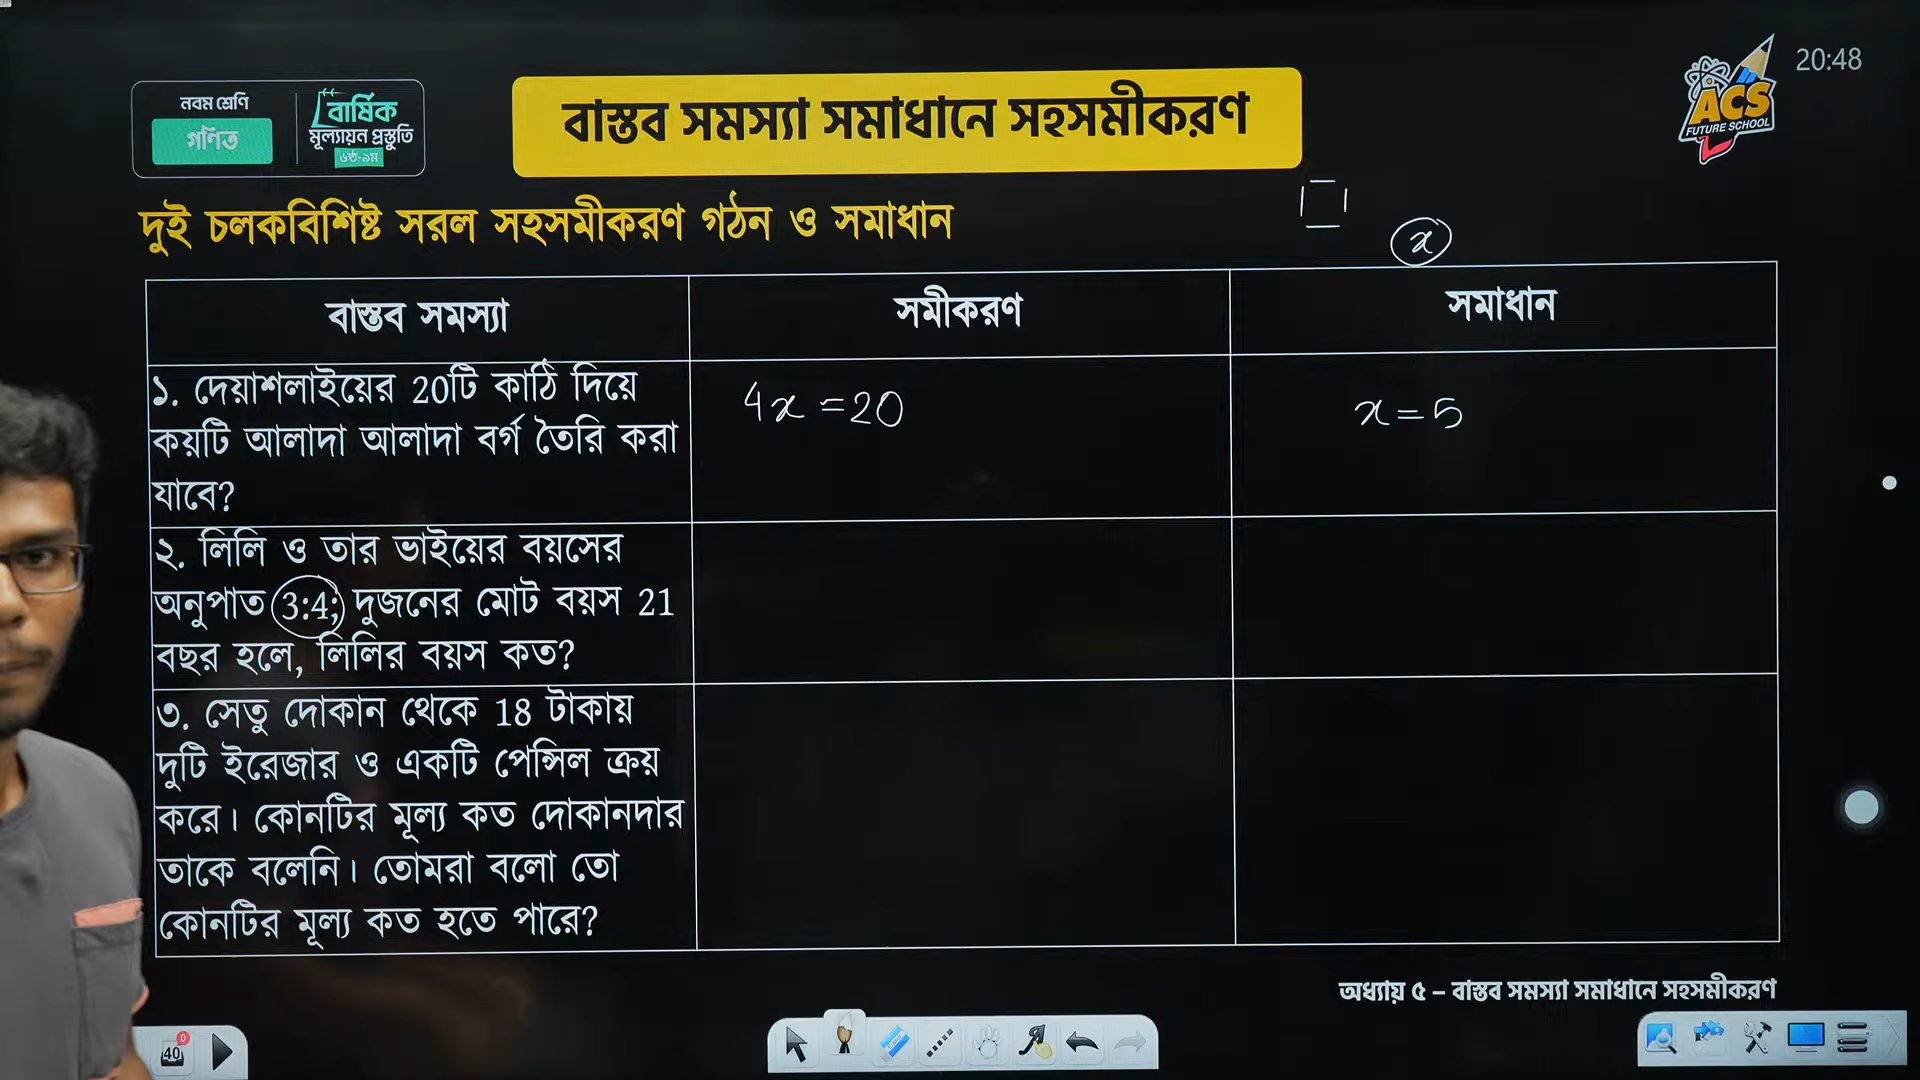 20:48
নবম শ্রেণি
গণিত
বার্ষিক
মূল্যায়ন প্রস্তুতি
৬ষ্ঠ-৯ম
বাস্তব সমস্যা সমাধানে সহসমীকরণ
ACS
FUTURE SCHOOL
দুই চলকবিশিষ্ট সরল সহসমীকরণ গঠন ও সমাধান
x
বাস্তব সমস্যা
সমীকরণ
সমাধান
১. দেয়াশলাইয়ের 20টি কাঠি দিয়ে
কয়টি আলাদা আলাদা বর্গ তৈরি করা
যাবে?
4x = 20
x = 5
২. লিলি ও তার ভাইয়ের বয়সের
অনুপাত 3:4; দুজনের মোট বয়স 21
বছর হলে, লিলির বয়স কত?
৩. সেতু দোকান থেকে 18 টাকায়
দুটি ইরেজার ও একটি পেন্সিল ক্রয়
করে। কোনটির মূল্য কত দোকানদার
তাকে বলেনি। তোমরা বলো তো
কোনটির মূল্য কত হতে পারে?
অধ্যায় ৫ – বাস্তব সমস্যা সমাধানে সহসমীকরণ
40
0